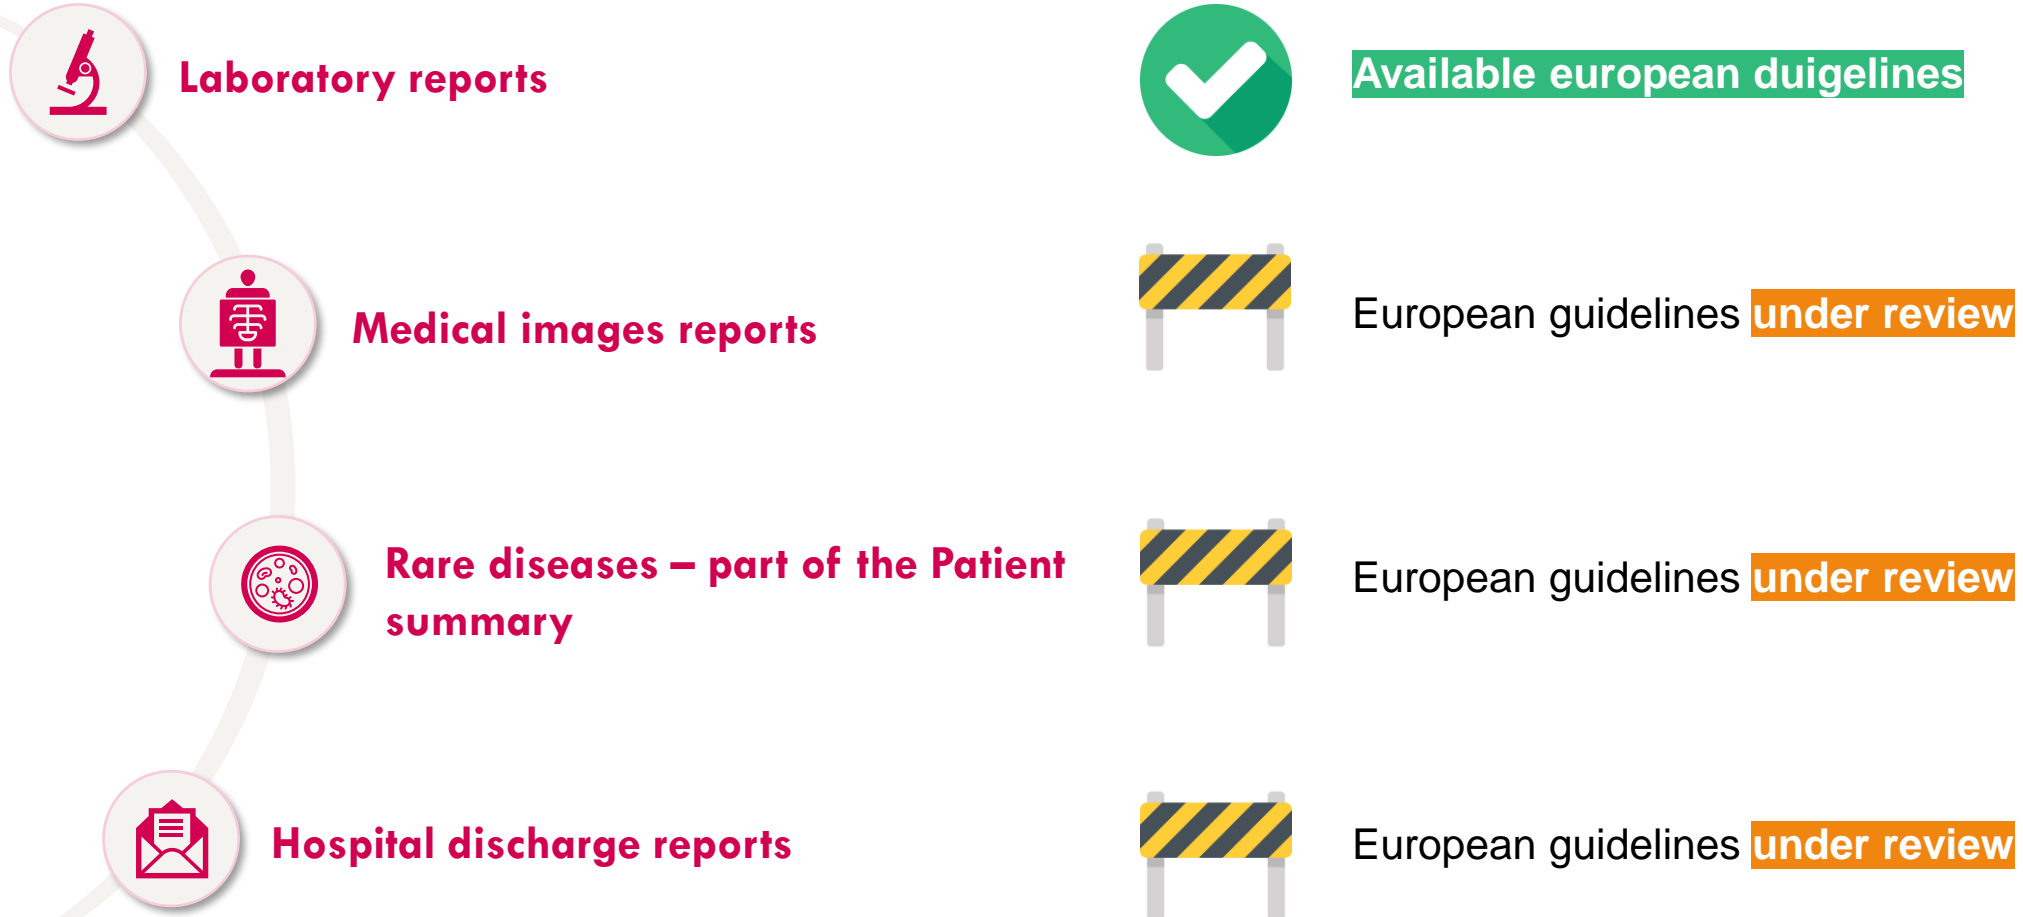 Laboratory reports
Available european duigelines
Medical images reports
European guidelines under review
Rare diseases – part of the Patient
summary
European guidelines under review
Hospital discharge reports
European guidelines under review